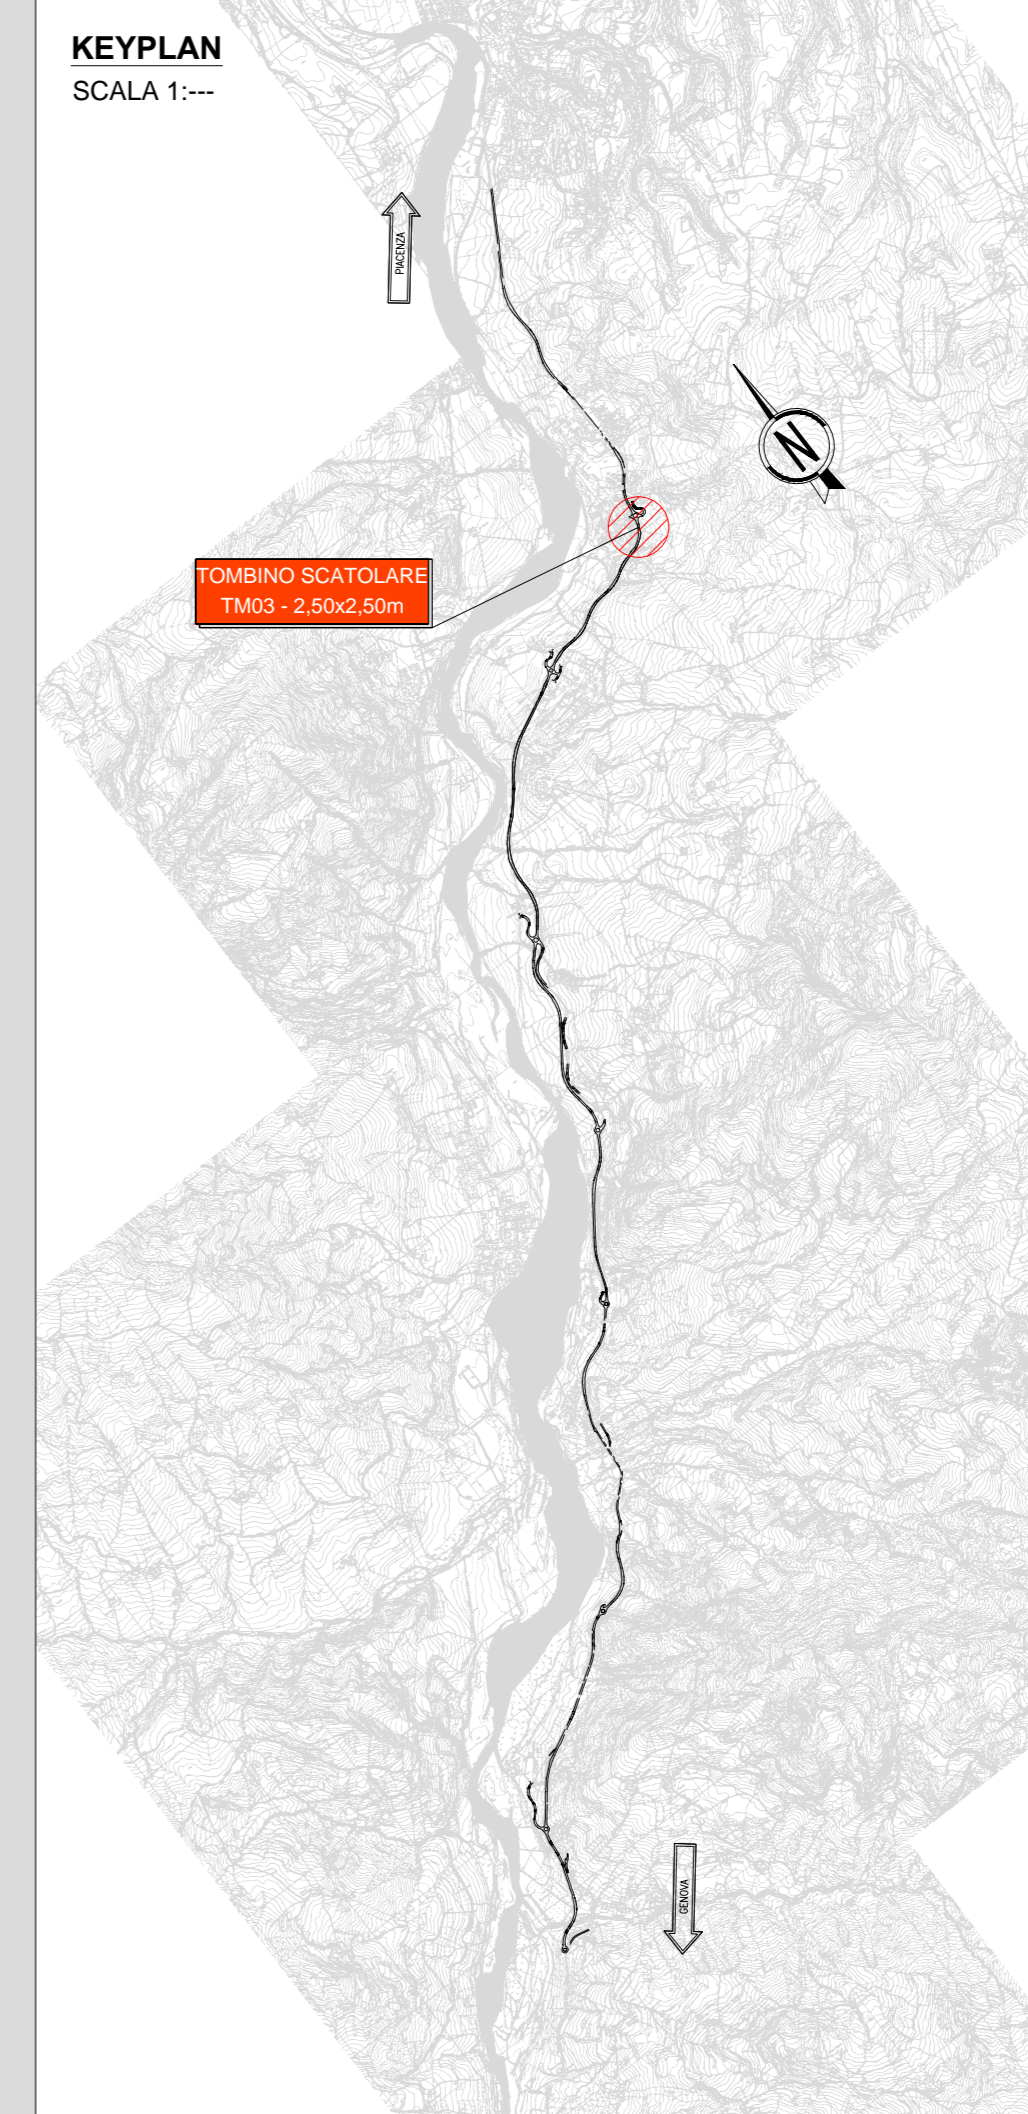 KEYPLAN
SCALA 1:---
PIACENZA
N
TOMBINO SCATOLARE
TM03 - 2,50x2,50m
GENOVA